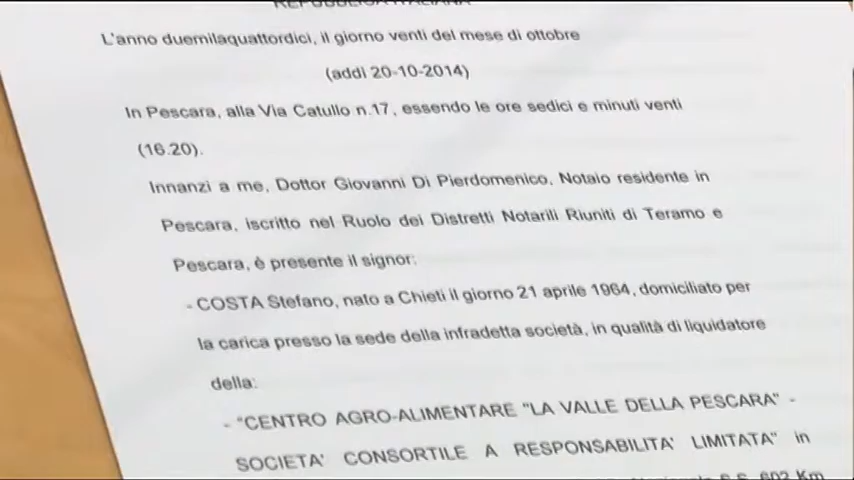 REPUBBLICA ITALIANA
L'anno duemilaquattordici, il giorno venti del mese di ottobre
(addì 20-10-2014)
In Pescara, alla Via Catullo n.17, essendo le ore sedici e minuti venti
(16.20).
Innanzi a me, Dottor Giovanni Di Pierdomenico, Notaio residente in
Pescara, iscritto nel Ruolo dei Distretti Notarili Riuniti di Teramo e
Pescara, è presente il signor:
- COSTA Stefano, nato a Chieti il giorno 21 aprile 1964, domiciliato per
la carica presso la sede della infradetta società, in qualità di liquidatore
della:
- "CENTRO AGRO-ALIMENTARE "LA VALLE DELLA PESCARA" -
SOCIETA' CONSORTILE A RESPONSABILITA' LIMITATA" in
s.s. 602 Km